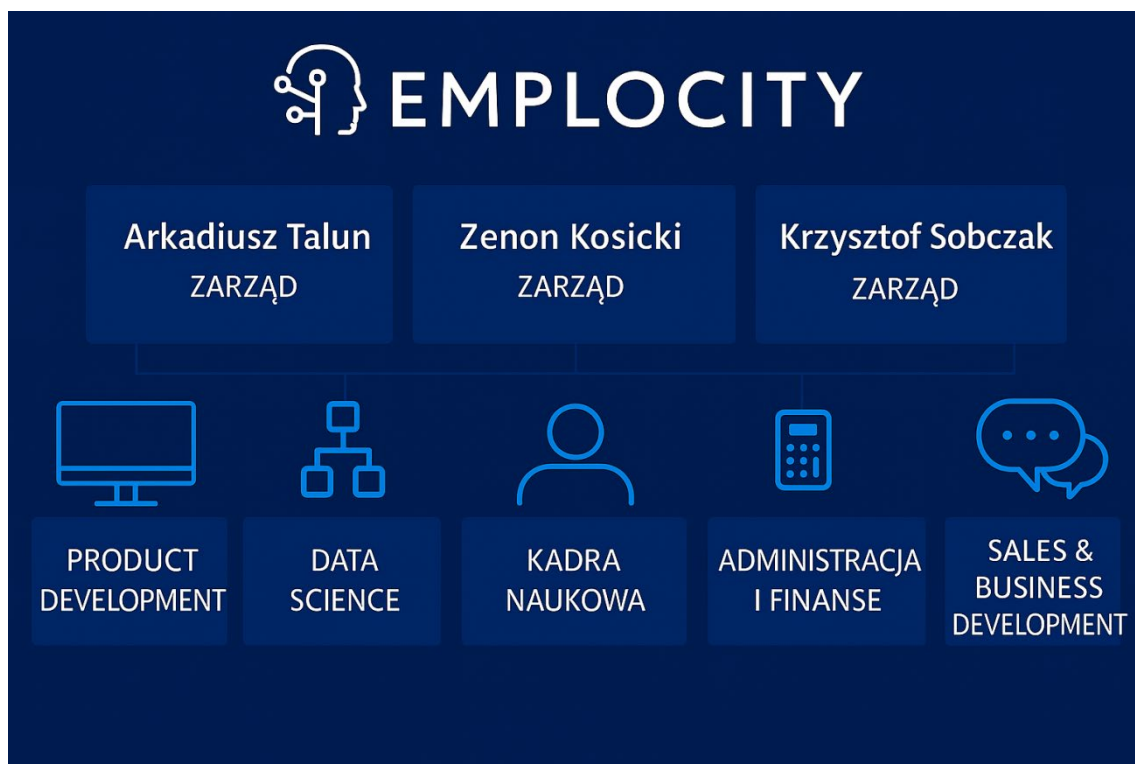 EMPLOCITY
Arkadiusz Talun
ZARZĄD
Zenon Kosicki
ZARZĄD
Krzysztof Sobczak
ZARZĄD
PRODUCT
DEVELOPMENT
DATA
SCIENCE
KADRA
NAUKOWA
ADMINISTRACJA
I FINANSE
SALES &
BUSINESS
DEVELOPMENT